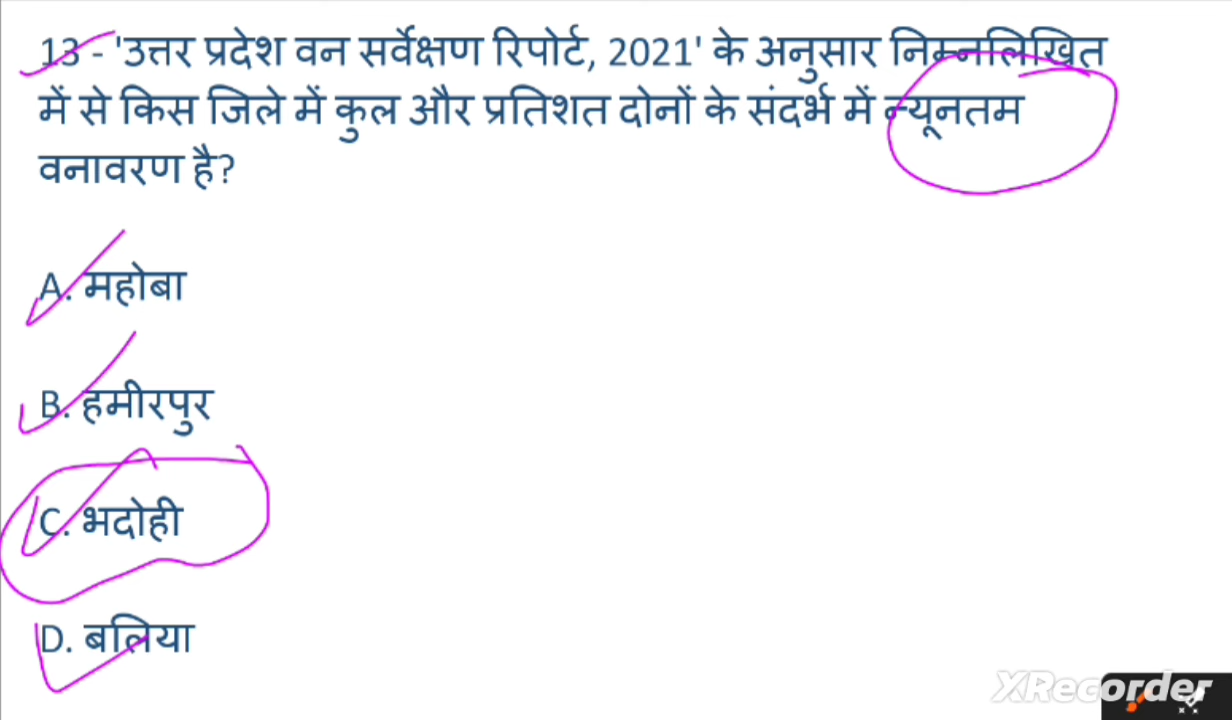 13 - 'उत्तर प्रदेश वन सर्वेक्षण रिपोर्ट, 2021' के अनुसार निम्नलिखित
में से किस जिले में कुल और प्रतिशत दोनों के संदर्भ में न्यूनतम
वनावरण है?
A. महोबा
B. हमीरपुर
C. भदोही
D. बलिया
XRecorder